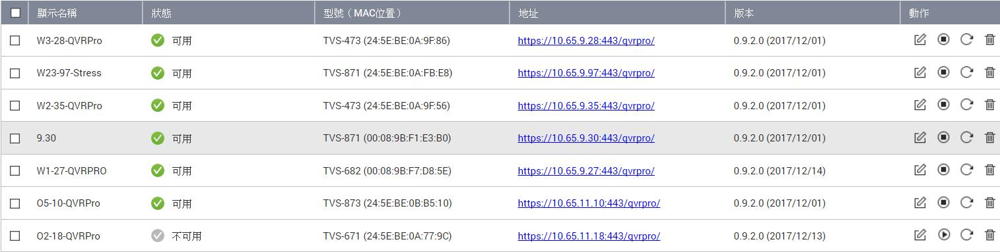 顯示名稱 狀態 型號（MAC位置） 地址 版本 動作
W3-28-QVRPro 可用 TVS-473 (24:5E:BE:0A:9F:86) https://10.65.9.28:443/qvrpro/ 0.9.2.0 (2017/12/01)
W23-97-Stress 可用 TVS-871 (24:5E:BE:0A:FB:E8) https://10.65.9.97:443/qvrpro/ 0.9.2.0 (2017/12/01)
W2-35-QVRPro 可用 TVS-473 (24:5E:BE:0A:9F:56) https://10.65.9.35:443/qvrpro/ 0.9.2.0 (2017/12/01)
9.30 可用 TVS-871 (00:08:9B:F1:E3:B0) https://10.65.9.30:443/qvrpro/ 0.9.2.0 (2017/12/01)
W1-27-QVRPRO 可用 TVS-682 (00:08:9B:F7:D8:5E) https://10.65.9.27:443/qvrpro/ 0.9.2.0 (2017/12/14)
O5-10-QVRPro 可用 TVS-873 (24:5E:BE:0B:B5:10) https://10.65.11.10:443/qvrpro/ 0.9.2.0 (2017/12/01)
O2-18-QVRPro 不可用 TVS-671 (24:5E:BE:0A:77:9C) https://10.65.11.18:443/qvrpro/ 0.9.2.0 (2017/12/13)